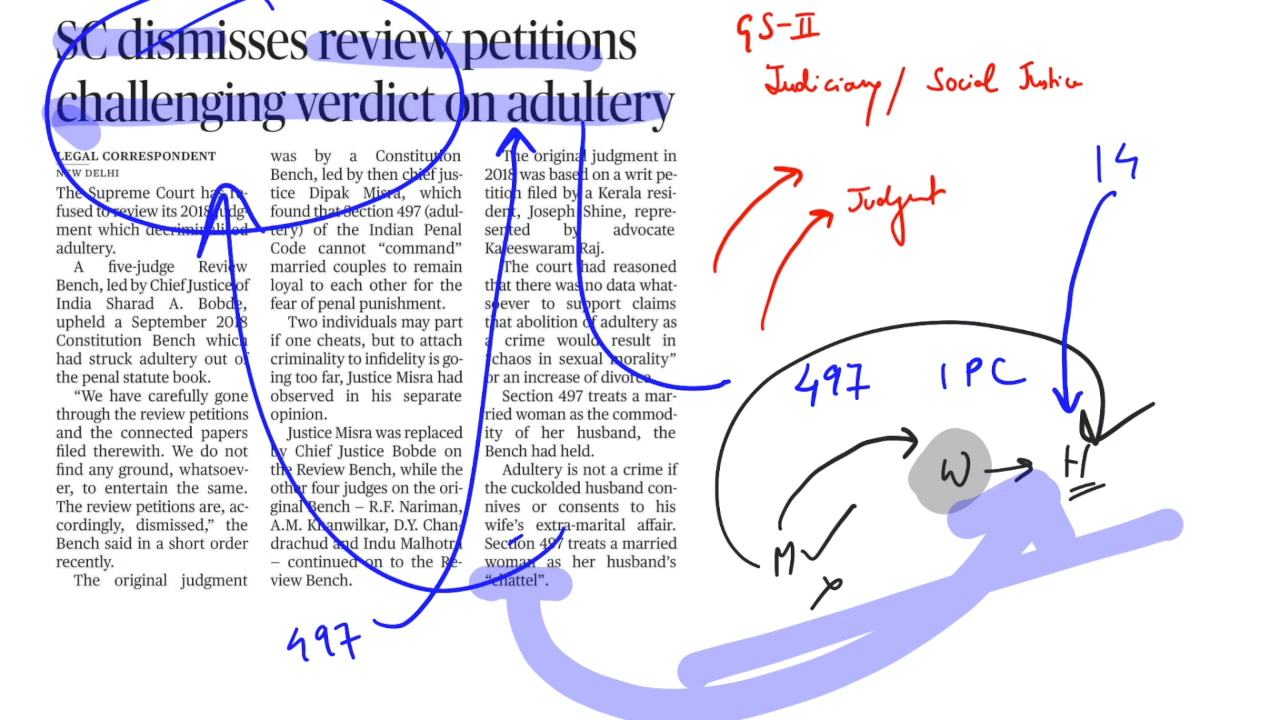 SC dismisses review petitions
challenging verdict on adultery
LEGAL CORRESPONDENT
NEW DELHI
The Supreme Court has re-
fused to review its 2018 judg-
ment which decriminalised
adultery.
A five-judge Review
Bench, led by Chief Justice of
India Sharad A. Bobde,
upheld a September 2018
Constitution Bench which
had struck adultery out of
the penal statute book.
“We have carefully gone
through the review petitions
and the connected papers
filed therewith. We do not
find any ground, whatsoev-
er, to entertain the same.
The review petitions are, ac-
cordingly, dismissed,” the
Bench said in a short order
recently.
The original judgment
was by a Constitution
Bench, led by then chief jus-
tice Dipak Misra, which
found that Section 497 (adul-
tery) of the Indian Penal
Code cannot “command”
married couples to remain
loyal to each other for the
fear of penal punishment.
Two individuals may part
if one cheats, but to attach
criminality to infidelity is go-
ing too far, Justice Misra had
observed in his separate
opinion.
Justice Misra was replaced
by Chief Justice Bobde on
the Review Bench, while the
other four judges on the ori-
ginal Bench – R.F. Nariman,
A.M. Khanwilkar, D.Y. Chan-
drachud and Indu Malhotra
– continued on to the Re-
view Bench.
The original judgment in
2018 was based on a writ pe-
tition filed by a Kerala resi-
dent, Joseph Shine, repre-
sented by advocate
Kaleeswaram Raj.
The court had reasoned
that there was no data what-
soever to support claims
that abolition of adultery as
a crime would result in
“chaos in sexual morality”
or an increase of divorce.
Section 497 treats a mar-
ried woman as the commod-
ity of her husband, the
Bench had held.
Adultery is not a crime if
the cuckolded husband con-
nives or consents to his
wife’s extra-marital affair.
Section 497 treats a married
woman as her husband’s
“chattel”.
GS-II
Judiciary / Social Justice
14
Judgmt
497 IPC
W H
M
497